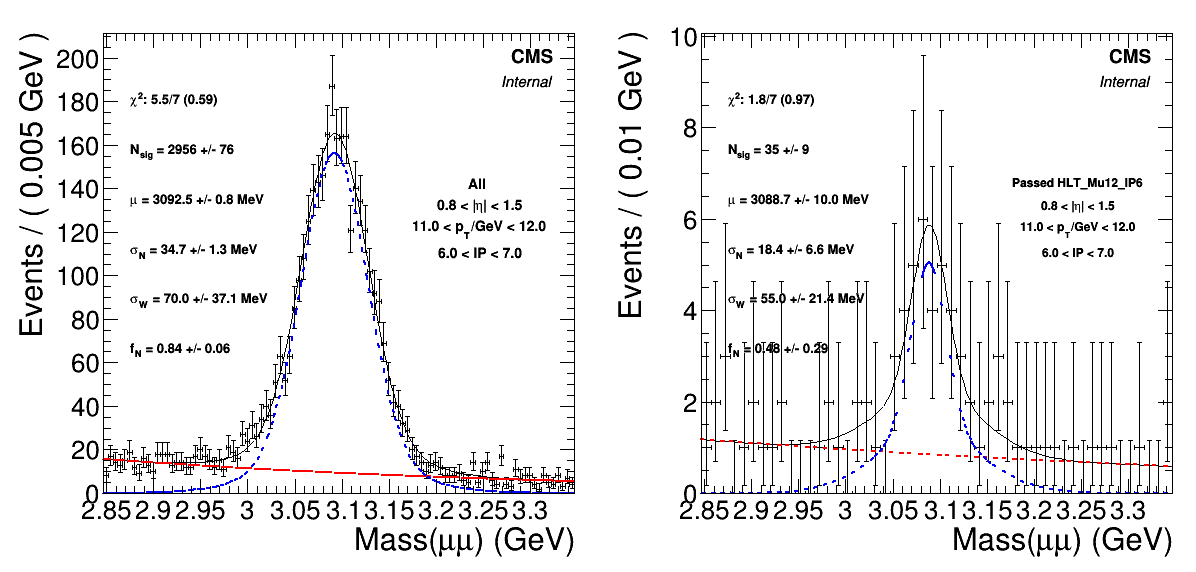 Events / ( 0.005 GeV )
200
180
160
140
120
100
80
60
40
20
0
CMS
Internal
χ²: 5.5/7 (0.59)
N_sig = 2956 +/- 76
μ = 3092.5 +/- 0.8 MeV
σ_N = 34.7 +/- 1.3 MeV
σ_W = 70.0 +/- 37.1 MeV
f_N = 0.84 +/- 0.06
All
0.8 < |η| < 1.5
11.0 < p_T/GeV < 12.0
6.0 < IP < 7.0
2.85 2.9 2.95 3 3.05 3.1 3.15 3.2 3.25 3.3
Mass(μμ) (GeV)
Events / ( 0.01 GeV )
10
8
6
4
2
0
CMS
Internal
χ²: 1.8/7 (0.97)
N_sig = 35 +/- 9
μ = 3088.7 +/- 10.0 MeV
σ_N = 18.4 +/- 6.6 MeV
σ_W = 55.0 +/- 21.4 MeV
f_N = 0.48 +/- 0.29
Passed HLT_Mu12_IP6
0.8 < |η| < 1.5
11.0 < p_T/GeV < 12.0
6.0 < IP < 7.0
2.85 2.9 2.95 3 3.05 3.1 3.15 3.2 3.25 3.3
Mass(μμ) (GeV)